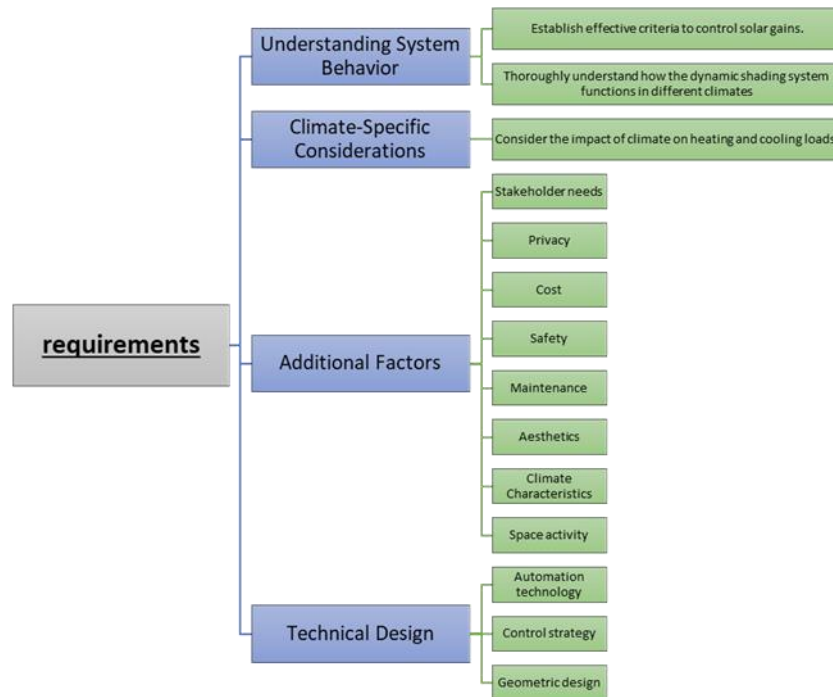 requirements
Understanding System
Behavior
Establish effective criteria to control solar gains.
Thoroughly understand how the dynamic shading system
functions in different climates
Climate-Specific
Considerations
Consider the impact of climate on heating and cooling loads
Additional Factors
Stakeholder needs
Privacy
Cost
Safety
Maintenance
Aesthetics
Climate
Characteristics
Space activity
Technical Design
Automation
technology
Control strategy
Geometric design